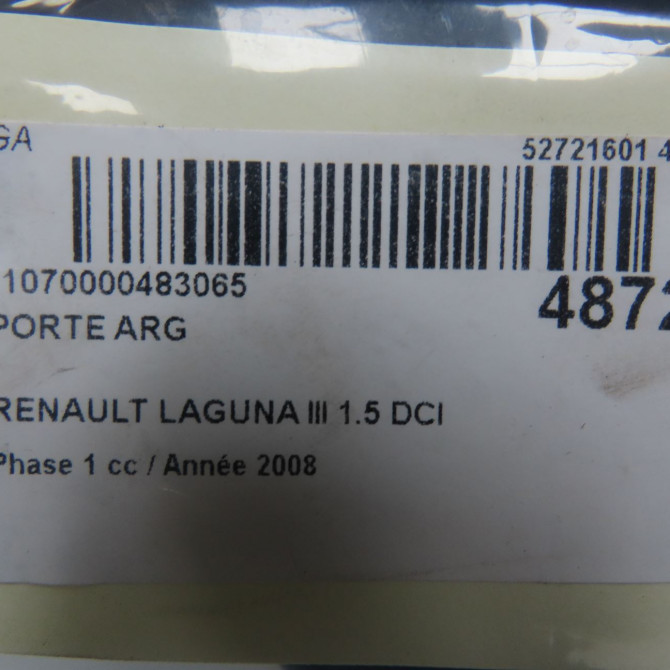 GA
52721601 4
1070000483065
4872
PORTE ARG
RENAULT LAGUNA III 1.5 DCI
Phase 1 cc / Année 2008